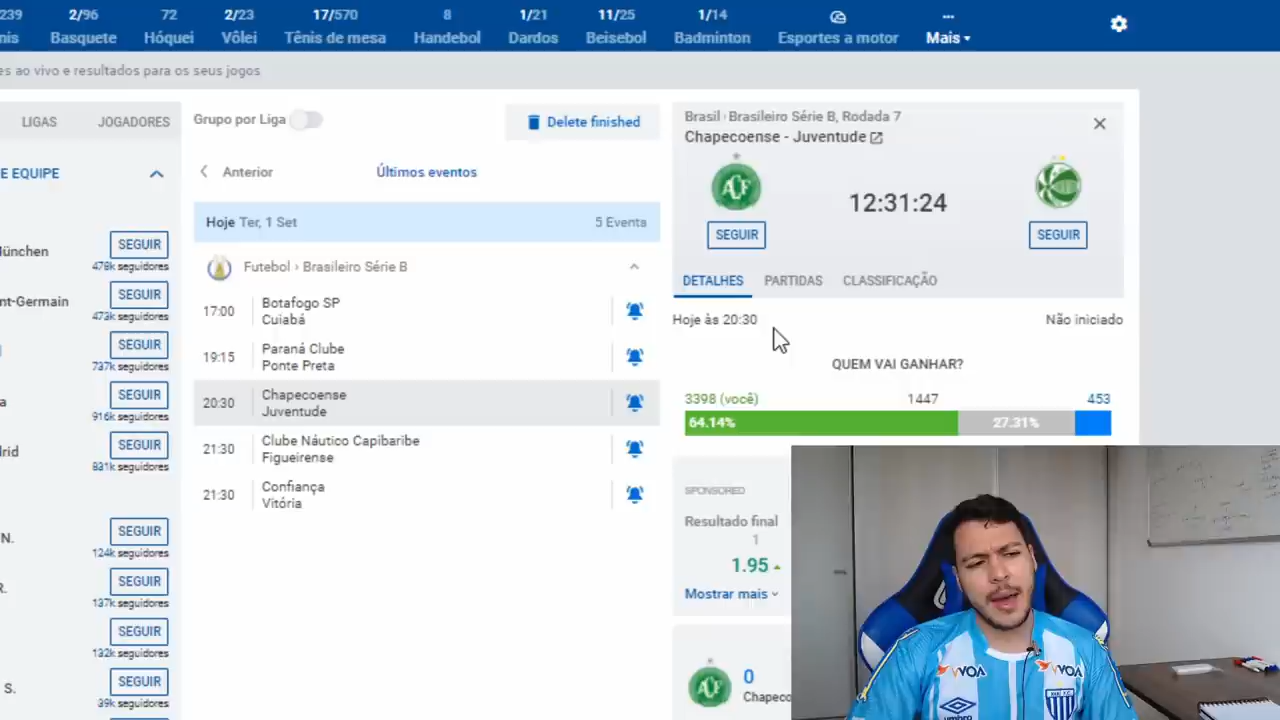 239
nis
2/96
Basquete
72
Hóquei
2/23
Vôlei
17/570
Tênis de mesa
8
Handebol
1/21
Dardos
11/25
Beisebol
1/14
Badminton
Esportes a motor
...
Mais
es ao vivo e resultados para os seus jogos
LIGAS
JOGADORES
E EQUIPE
München
SEGUIR
478k seguidores
nt-Germain
SEGUIR
473k seguidores
SEGUIR
737k seguidores
a
SEGUIR
916k seguidores
drid
SEGUIR
831k seguidores
N.
SEGUIR
124k seguidores
R.
SEGUIR
137k seguidores
SEGUIR
132k seguidores
S.
SEGUIR
39k seguidores
Grupo por Liga
Delete finished
Anterior
Últimos eventos
Hoje Ter, 1 Set
5 Events
Futebol › Brasileiro Série B
17:00
Botafogo SP
Cuiabá
19:15
Paraná Clube
Ponte Preta
20:30
Chapecoense
Juventude
21:30
Clube Náutico Capibaribe
Figueirense
21:30
Confiança
Vitória
Brasil › Brasileiro Série B, Rodada 7
Chapecoense - Juventude
12:31:24
SEGUIR
SEGUIR
DETALHES
PARTIDAS
CLASSIFICAÇÃO
Hoje às 20:30
Não iniciado
QUEM VAI GANHAR?
3398 (você)
1447
453
64.14%
27.31%
SPONSORED
Resultado final
1
1.95
Mostrar mais
0
Chapeco
WOA
WOA
umbro